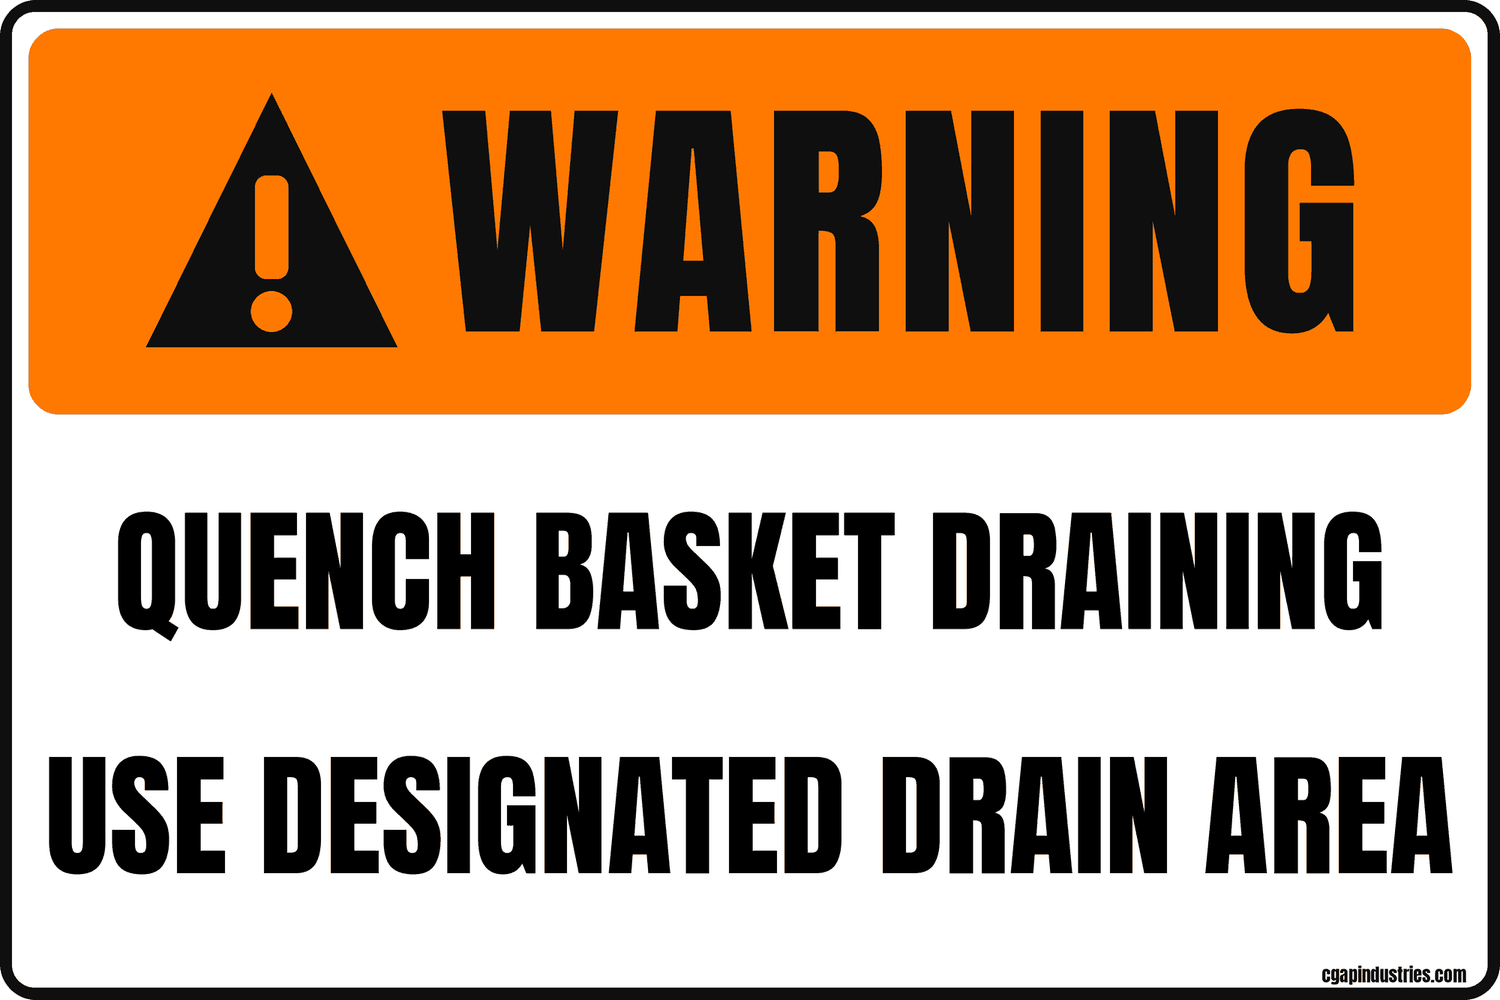 WARNING
QUENCH BASKET DRAINING
USE DESIGNATED DRAIN AREA
cgapindustries.com